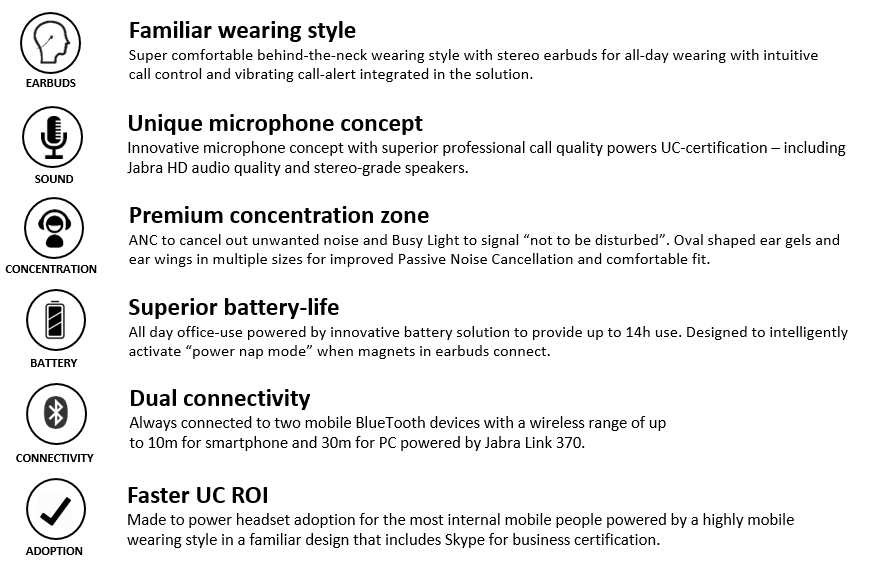 Familiar wearing style
Super comfortable behind-the-neck wearing style with stereo earbuds for all-day wearing with intuitive
call control and vibrating call-alert integrated in the solution.
EARBUDS
Unique microphone concept
Innovative microphone concept with superior professional call quality powers UC-certification – including
Jabra HD audio quality and stereo-grade speakers.
SOUND
Premium concentration zone
ANC to cancel out unwanted noise and Busy Light to signal “not to be disturbed”. Oval shaped ear gels and
ear wings in multiple sizes for improved Passive Noise Cancellation and comfortable fit.
CONCENTRATION
Superior battery-life
All day office-use powered by innovative battery solution to provide up to 14h use. Designed to intelligently
activate “power nap mode” when magnets in earbuds connect.
BATTERY
Dual connectivity
Always connected to two mobile BlueTooth devices with a wireless range of up
to 10m for smartphone and 30m for PC powered by Jabra Link 370.
CONNECTIVITY
Faster UC ROI
Made to power headset adoption for the most internal mobile people powered by a highly mobile
wearing style in a familiar design that includes Skype for business certification.
ADOPTION